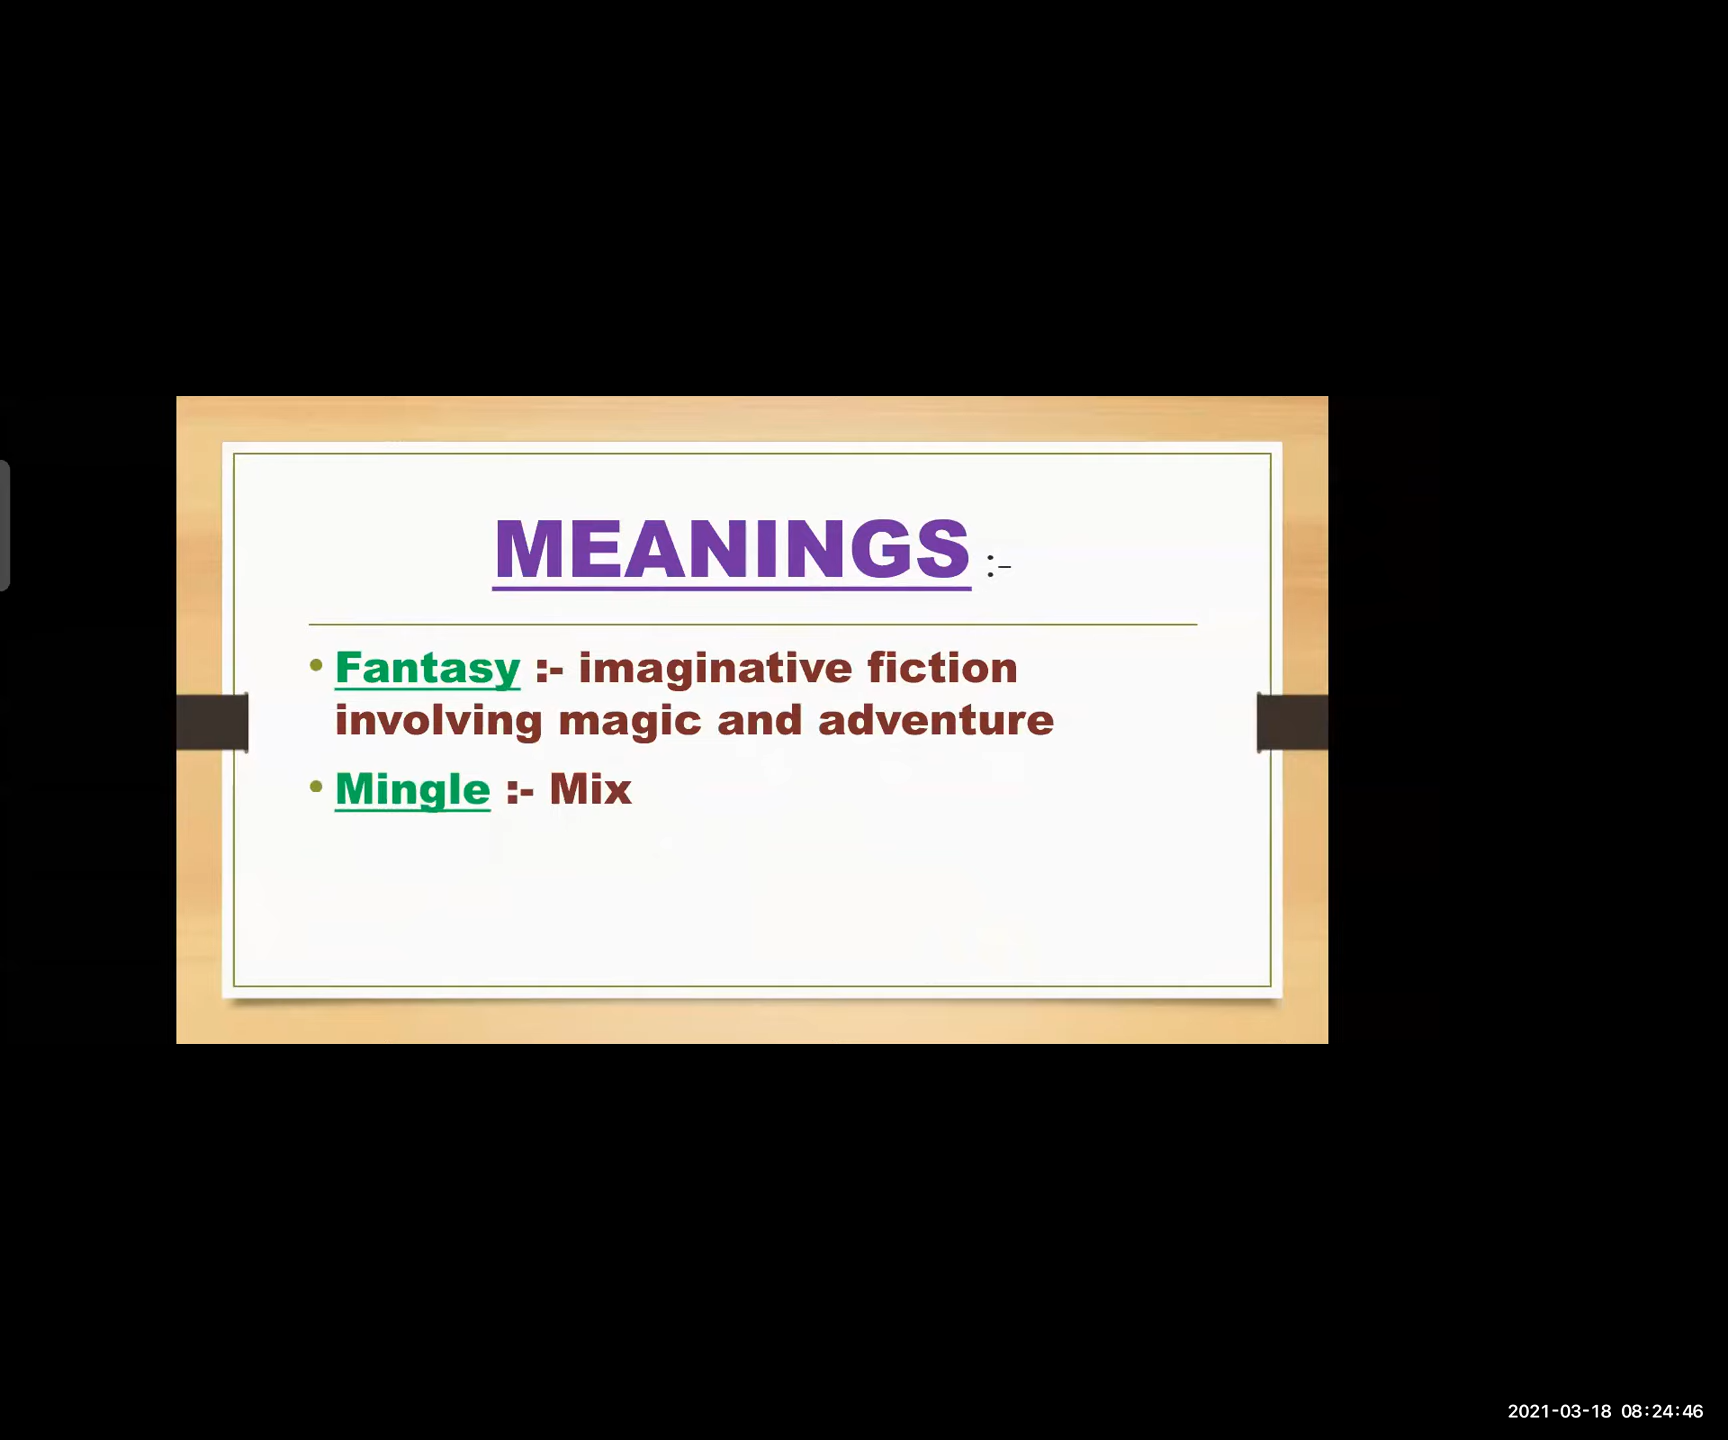 MEANINGS :-
• Fantasy :- imaginative fiction
involving magic and adventure
• Mingle :- Mix
2021-03-18 08:24:46